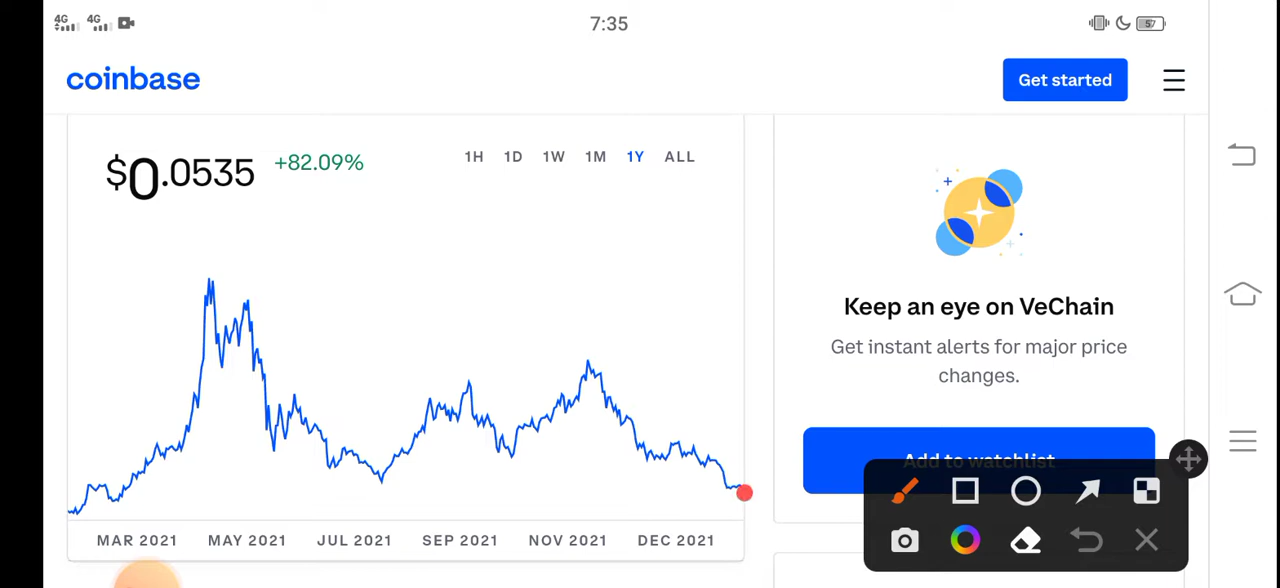 4G 4G 7:35 57
coinbase Get started
$0.0535 +82.09% 1H 1D 1W 1M 1Y ALL
Keep an eye on VeChain
Get instant alerts for major price
changes.
Add to watchlist
MAR 2021 MAY 2021 JUL 2021 SEP 2021 NOV 2021 DEC 2021